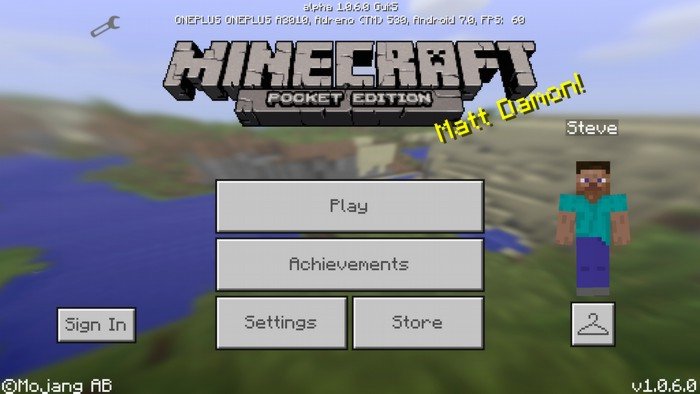 alpha 1.0.6.0 GuiS
ONEPLUS ONEPLUS A3010, Adreno (TM) 530, Android 7.0, FPS: 60
MINECRAFT
POCKET EDITION
Matt Damon!
Steve
Play
Achievements
Sign In
Settings
Store
©Mojang AB
v1.0.6.0